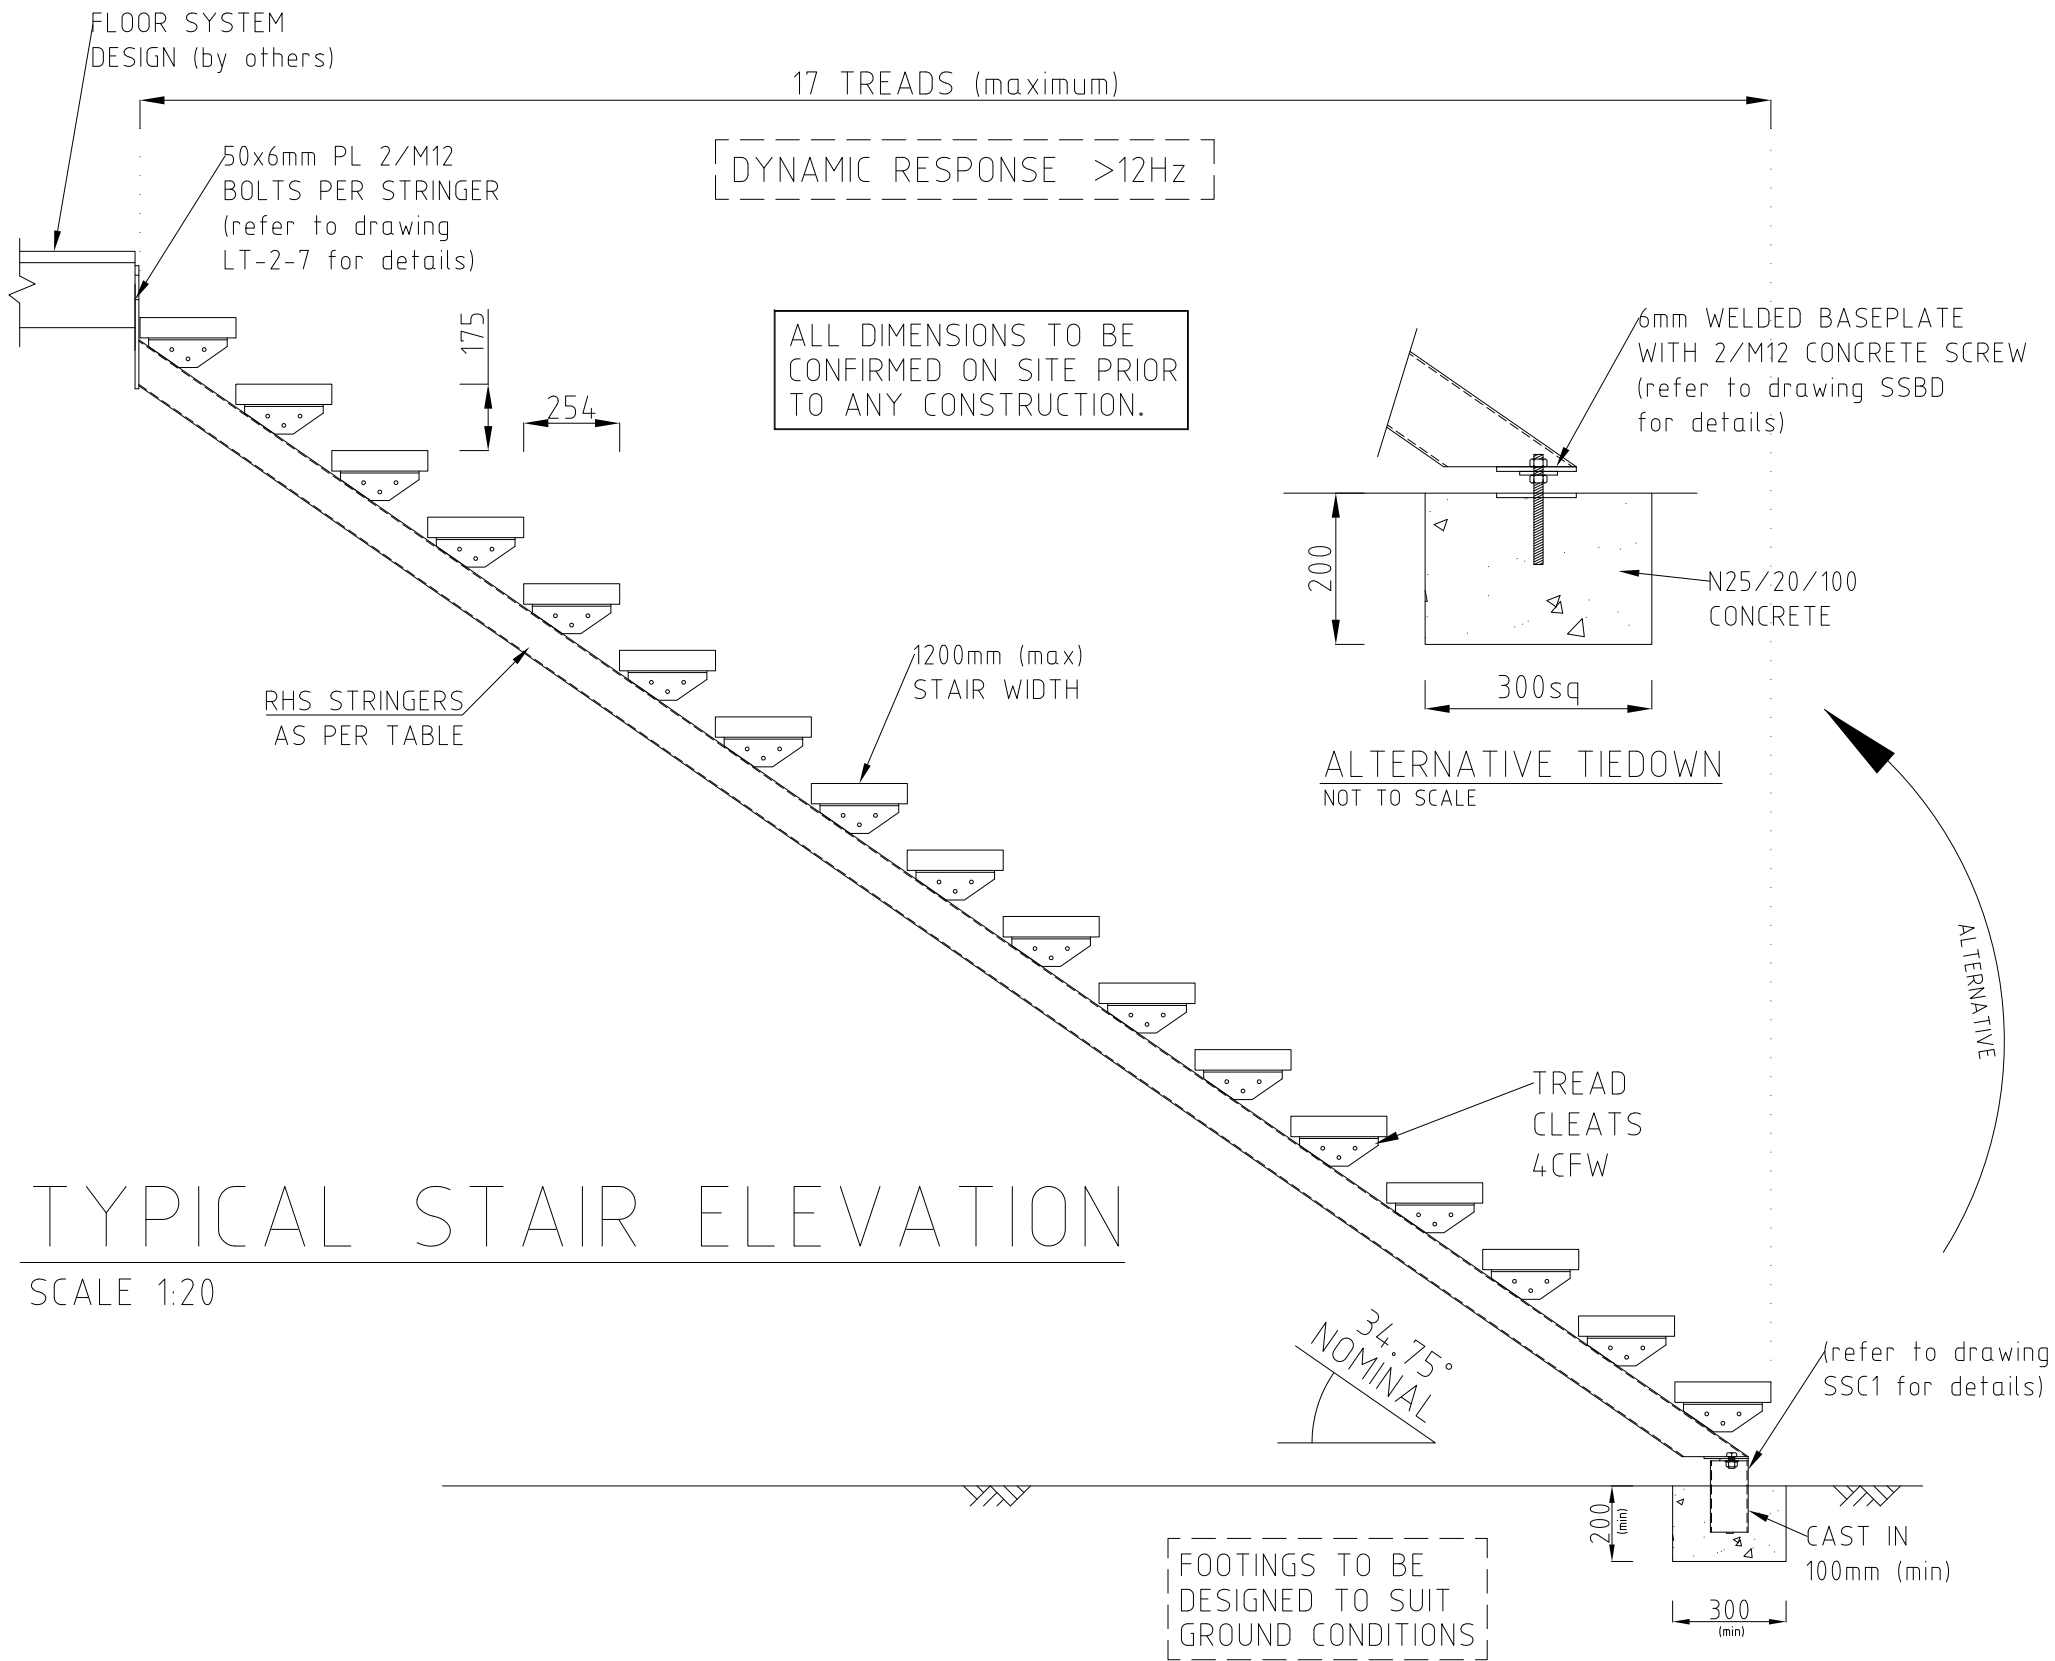 FLOOR SYSTEM
DESIGN (by others)
17 TREADS (maximum)
50x6mm PL 2/M12
BOLTS PER STRINGER
(refer to drawing
LT-2-7 for details)
DYNAMIC RESPONSE >12Hz
175
254
ALL DIMENSIONS TO BE
CONFIRMED ON SITE PRIOR
TO ANY CONSTRUCTION.
6mm WELDED BASEPLATE
WITH 2/M12 CONCRETE SCREW
(refer to drawing SSBD
for details)
200
N25/20/100
CONCRETE
300sq
ALTERNATIVE TIEDOWN
NOT TO SCALE
RHS STRINGERS
AS PER TABLE
1200mm (max)
STAIR WIDTH
ALTERNATIVE
TREAD
CLEATS
4CFW
TYPICAL STAIR ELEVATION
SCALE 1:20
34.75°
NOMINAL
(refer to drawing
SSC1 for details)
200
(min)
CAST IN
100mm (min)
300
(min)
FOOTINGS TO BE
DESIGNED TO SUIT
GROUND CONDITIONS